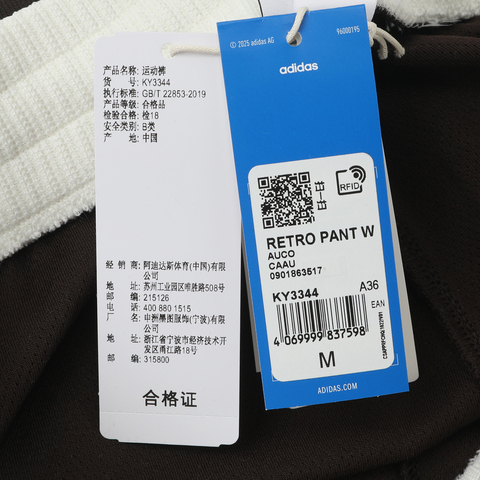 产品名称: 运动裤
货 号: KY3344
执行标准: GB/T 22853-2019
产品等级: 合格品
检验合格: 检18
安全类别: B类
产 地: 中国
经 销 商: 阿迪达斯体育(中国)有限公司
地 址: 苏州工业园区唯胜路508号
邮 编: 215126
电 话: 400 880 1515
制 造 商: 申洲墨图服饰(宁波)有限公司
地 址: 浙江省宁波市经济技术开发区甬江路18号
邮 编: 315800
合格证
© 2025 adidas AG
96000195
adidas
RFID
RETRO PANT W
AUCO
CAAU
0901863517
KY3344
A36
EAN
4 069999 837598
M
ADIDAS.COM